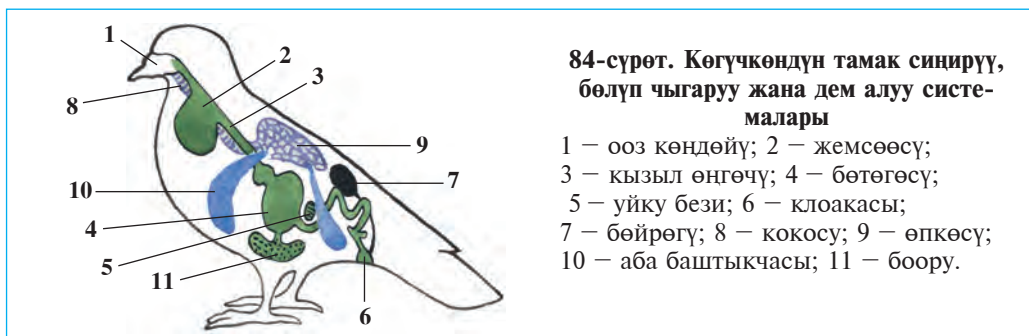 1
2
3
8
9
10
7
4
5
11
6
84-сүрөт. Көгүчкөндүн тамак сиңирүү,
бөлүп чыгаруу жана дем алуу систе-
малары
1 — ооз көңдөйү; 2 — жемсөөсү;
3 — кызыл өңгөчү; 4 — бөтөгөсү;
5 — уйку бези; 6 — клоакасы;
7 — бөйрөгү; 8 — кокосу; 9 — өпкөсү;
10 — аба баштыкчасы; 11 — боору.